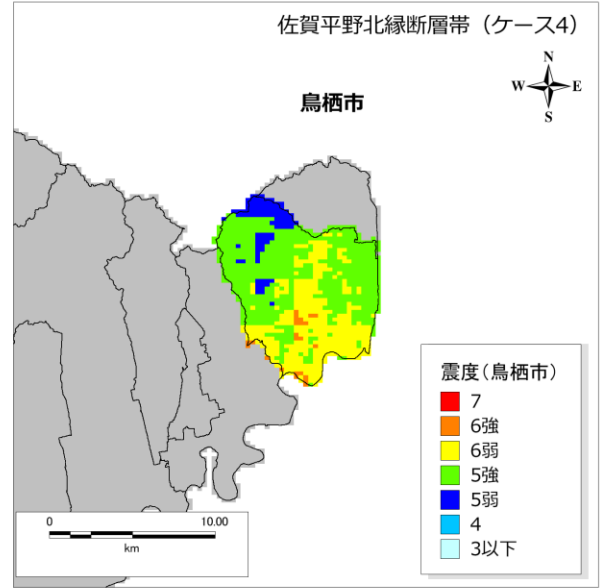 佐賀平野北縁断層帯（ケース4）
N
W E
S
鳥栖市
震度（鳥栖市）
7
6強
6弱
5強
5弱
4
3以下
0 10.00
km